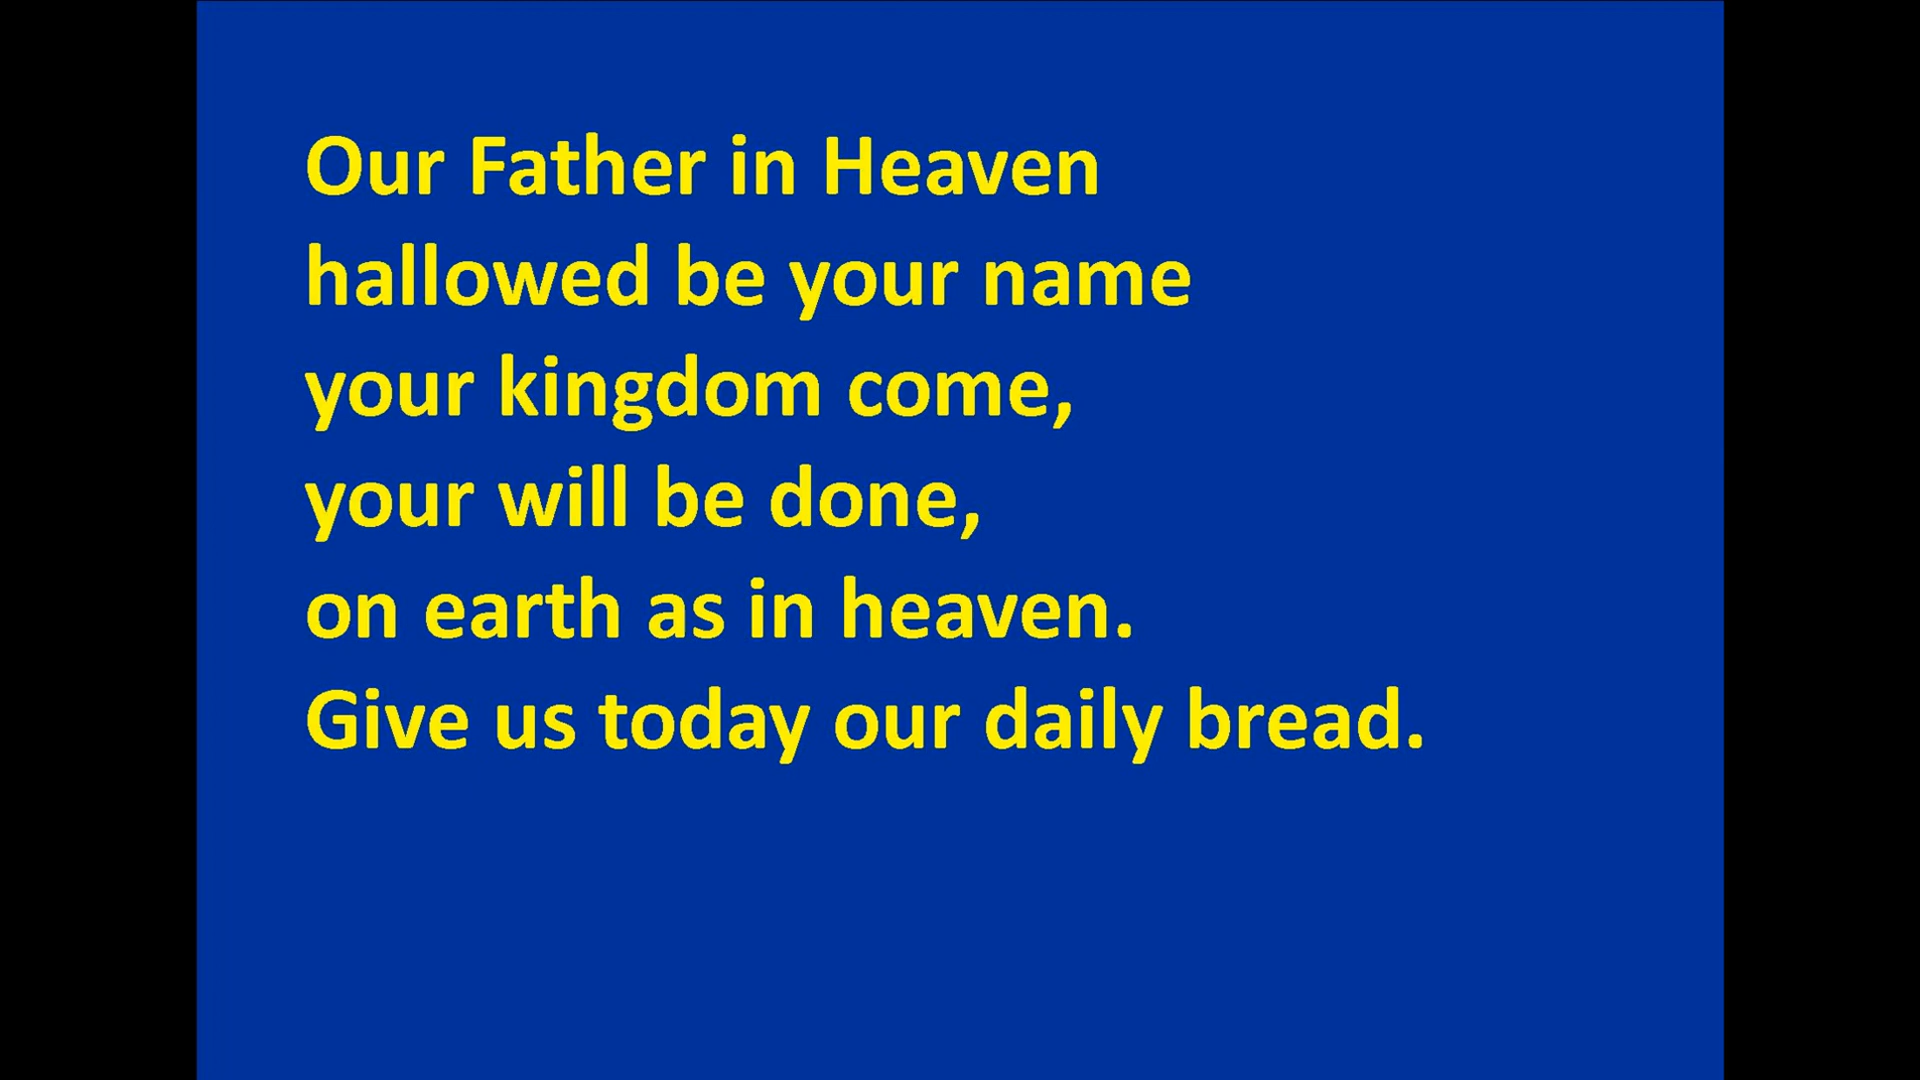 Our Father in Heaven
hallowed be your name
your kingdom come,
your will be done,
on earth as in heaven.
Give us today our daily bread.